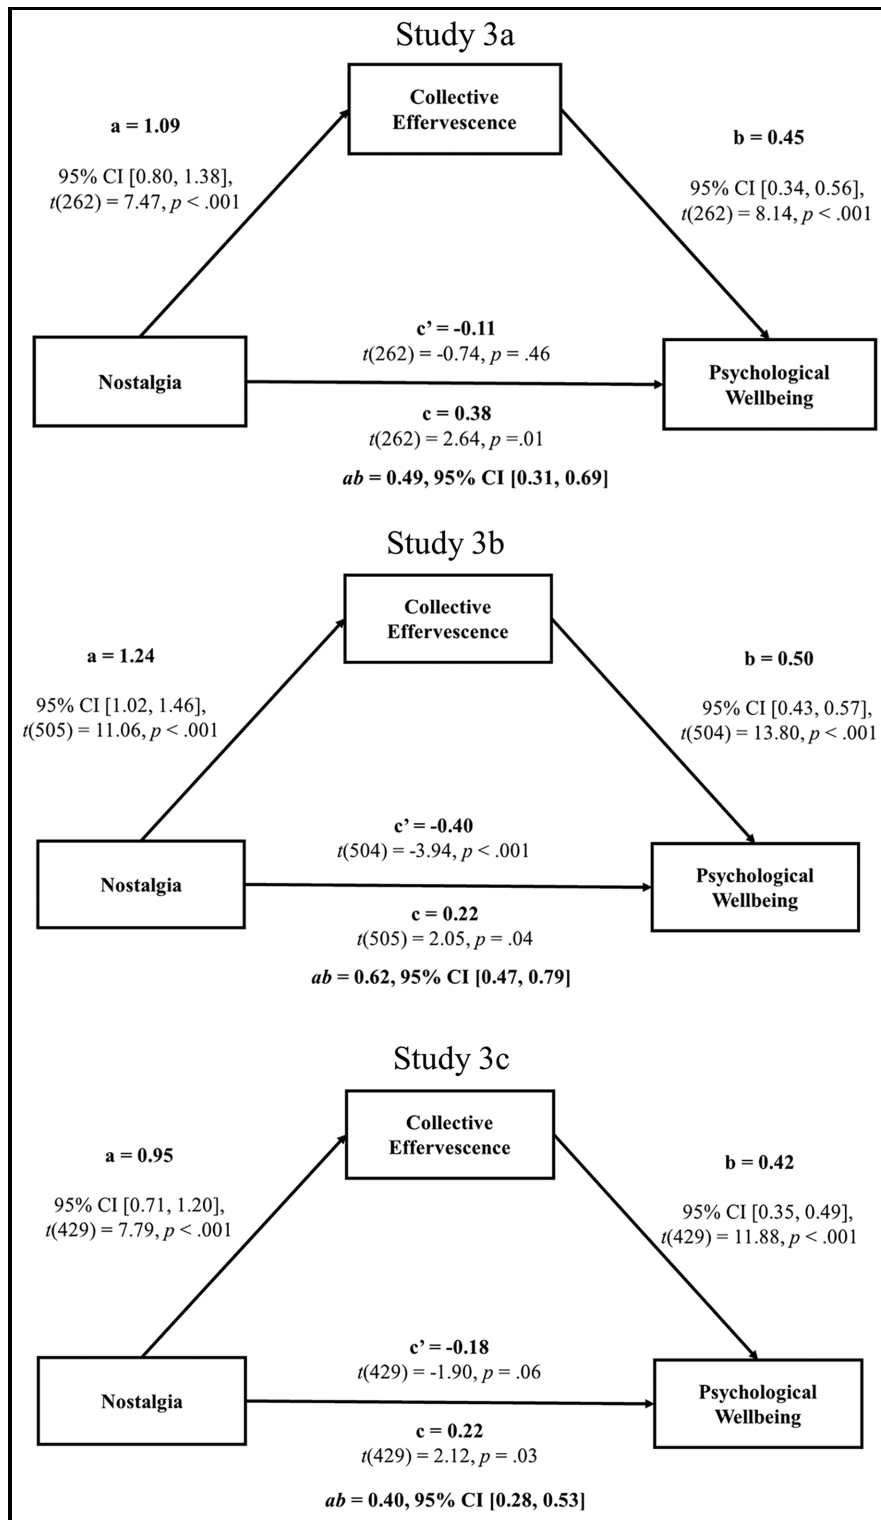 Study 3a
Collective
Effervescence
a = 1.09
95% CI [0.80, 1.38],
t(262) = 7.47, p < .001
b = 0.45
95% CI [0.34, 0.56],
t(262) = 8.14, p < .001
Nostalgia
c’ = -0.11
t(262) = -0.74, p = .46
Psychological
Wellbeing
c = 0.38
t(262) = 2.64, p =.01
ab = 0.49, 95% CI [0.31, 0.69]
Study 3b
Collective
Effervescence
a = 1.24
95% CI [1.02, 1.46],
t(505) = 11.06, p < .001
b = 0.50
95% CI [0.43, 0.57],
t(504) = 13.80, p < .001
Nostalgia
c’ = -0.40
t(504) = -3.94, p < .001
Psychological
Wellbeing
c = 0.22
t(505) = 2.05, p = .04
ab = 0.62, 95% CI [0.47, 0.79]
Study 3c
Collective
Effervescence
a = 0.95
95% CI [0.71, 1.20],
t(429) = 7.79, p < .001
b = 0.42
95% CI [0.35, 0.49],
t(429) = 11.88, p < .001
Nostalgia
c’ = -0.18
t(429) = -1.90, p = .06
Psychological
Wellbeing
c = 0.22
t(429) = 2.12, p = .03
ab = 0.40, 95% CI [0.28, 0.53]